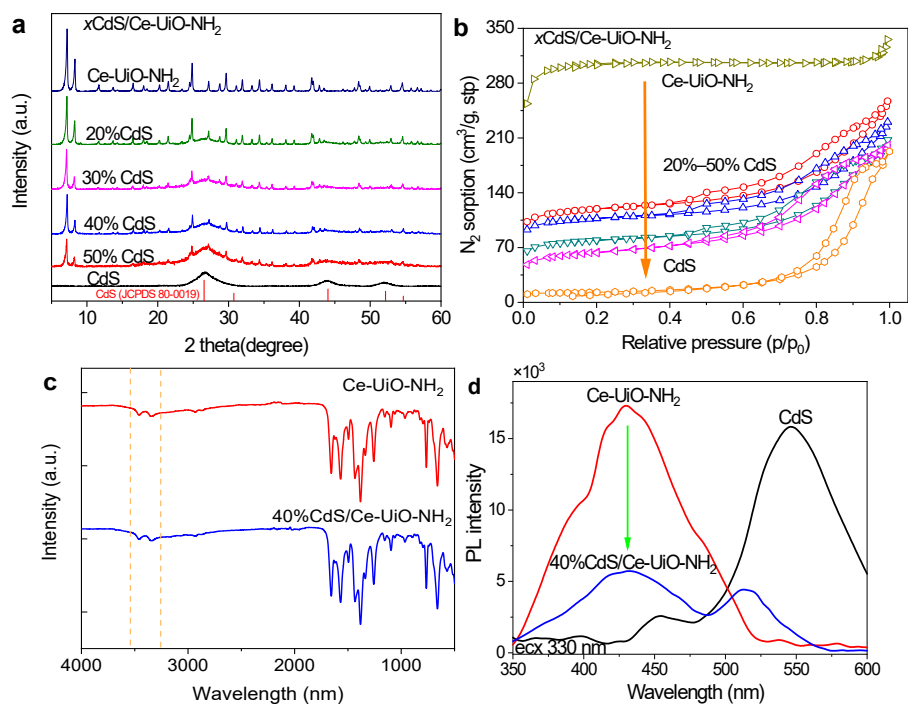 a
xCdS/Ce-UiO-NH₂
Ce-UiO-NH₂
20%CdS
30% CdS
40% CdS
50% CdS
CdS
CdS (JCPDS 80-0019)
Intensity (a.u.)
10 20 30 40 50 60
2 theta(degree)
b
350
280
210
140
70
0
N₂ sorption (cm³/g, stp)
xCdS/Ce-UiO-NH₂
Ce-UiO-NH₂
20%–50% CdS
CdS
0.0 0.2 0.4 0.6 0.8 1.0
Relative pressure (p/p₀)
c
Ce-UiO-NH₂
40%CdS/Ce-UiO-NH₂
Intensity (a.u.)
4000 3000 2000 1000
Wavelength (nm)
d
×10³
15
10
5
0
PL intensity
Ce-UiO-NH₂
CdS
40%CdS/Ce-UiO-NH₂
ecx 330 nm
350 400 450 500 550 600
Wavelength (nm)